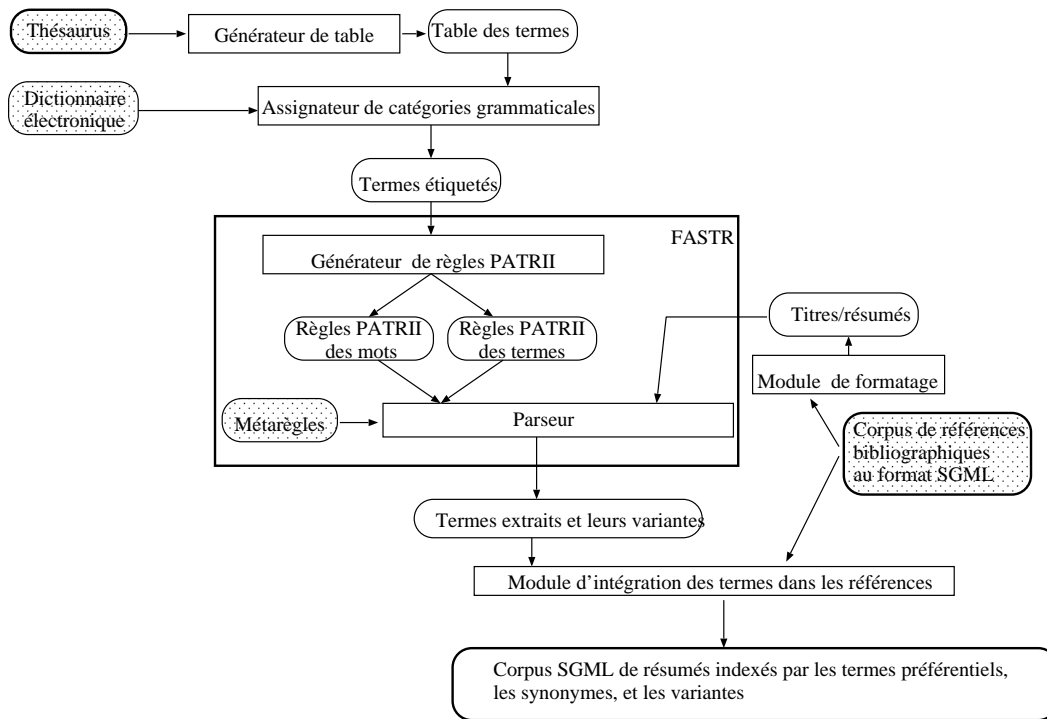 Thésaurus
Générateur de table
Table des termes
Dictionnaire
électronique
Assignateur de catégories grammaticales
Termes étiquetés
FASTR
Générateur de règles PATRII
Règles PATRII
des mots
Règles PATRII
des termes
Titres/résumés
Module de formatage
Métarègles
Parseur
Corpus de références
bibliographiques
au format SGML
Termes extraits et leurs variantes
Module d'intégration des termes dans les références
Corpus SGML de résumés indexés par les termes préférentiels,
les synonymes, et les variantes